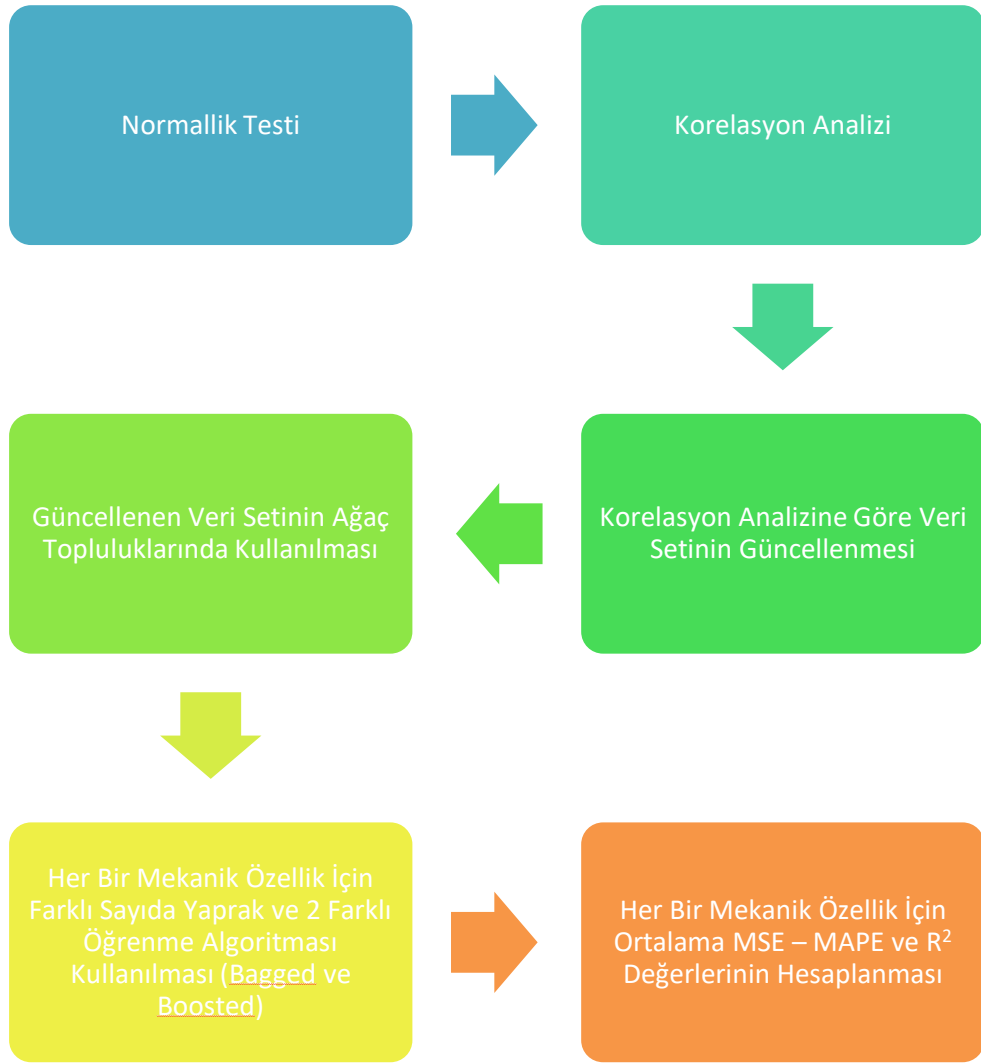 Normallik Testi
Korelasyon Analizi
Korelasyon Analizine Göre Veri
Setinin Güncellenmesi
Güncellenen Veri Setinin Ağaç
Topluluklarında Kullanılması
Her Bir Mekanik Özellik İçin
Farklı Sayıda Yaprak ve 2 Farklı
Öğrenme Algoritması
Kullanılması (Bagged ve
Boosted)
Her Bir Mekanik Özellik İçin
Ortalama MSE – MAPE ve R²
Değerlerinin Hesaplanması